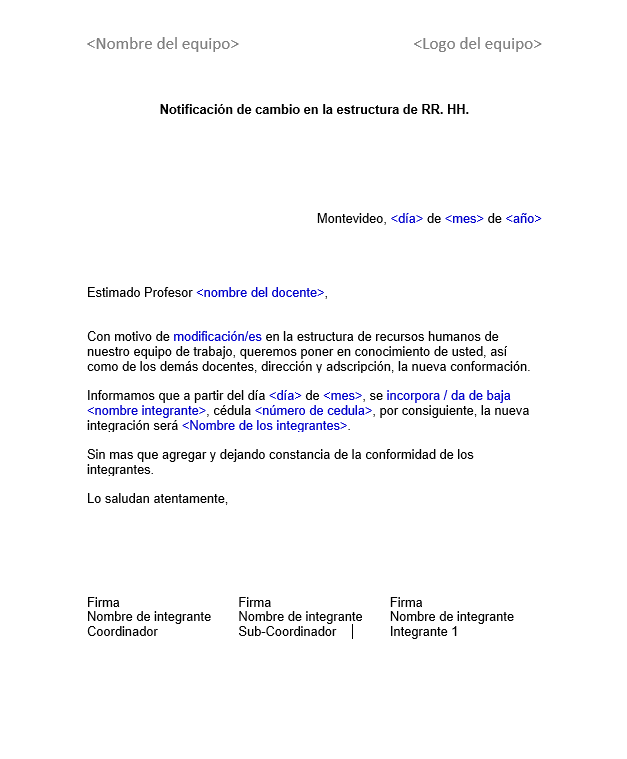 <Nombre del equipo> <Logo del equipo>
Notificación de cambio en la estructura de RR. HH.
Montevideo, <día> de <mes> de <año>
Estimado Profesor <nombre del docente>,
Con motivo de modificación/es en la estructura de recursos humanos de
nuestro equipo de trabajo, queremos poner en conocimiento de usted, así
como de los demás docentes, dirección y adscripción, la nueva conformación.
Informamos que a partir del día <día> de <mes>, se incorpora / da de baja
<nombre integrante>, cédula <número de cedula>, por consiguiente, la nueva
integración será <Nombre de los integrantes>.
Sin mas que agregar y dejando constancia de la conformidad de los
integrantes.
Lo saludan atentamente,
Firma Firma Firma
Nombre de integrante Nombre de integrante Nombre de integrante
Coordinador Sub-Coordinador Integrante 1